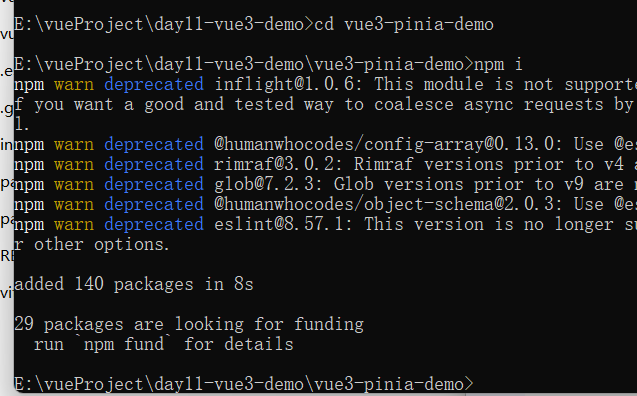 E:\vueProject\day11-vue3-demo>cd vue3-pinia-demo
E:\vueProject\day11-vue3-demo\vue3-pinia-demo>npm i
npm warn deprecated inflight@1.0.6: This module is not
f you want a good and tested way to coalesce async requests by
l.
npm warn deprecated @humanwhocodes/config-array@0.13.0: Use
npm warn deprecated rimraf@3.0.2: Rimraf versions prior to v4
npm warn deprecated glob@7.2.3: Glob versions prior to v9 are
npm warn deprecated @humanwhocodes/object-schema@2.0.3: Use
npm warn deprecated eslint@8.57.1: This version is no longer
r other options.
added 140 packages in 8s
29 packages are looking for funding
run `npm fund` for details
E:\vueProject\day11-vue3-demo\vue3-pinia-demo>